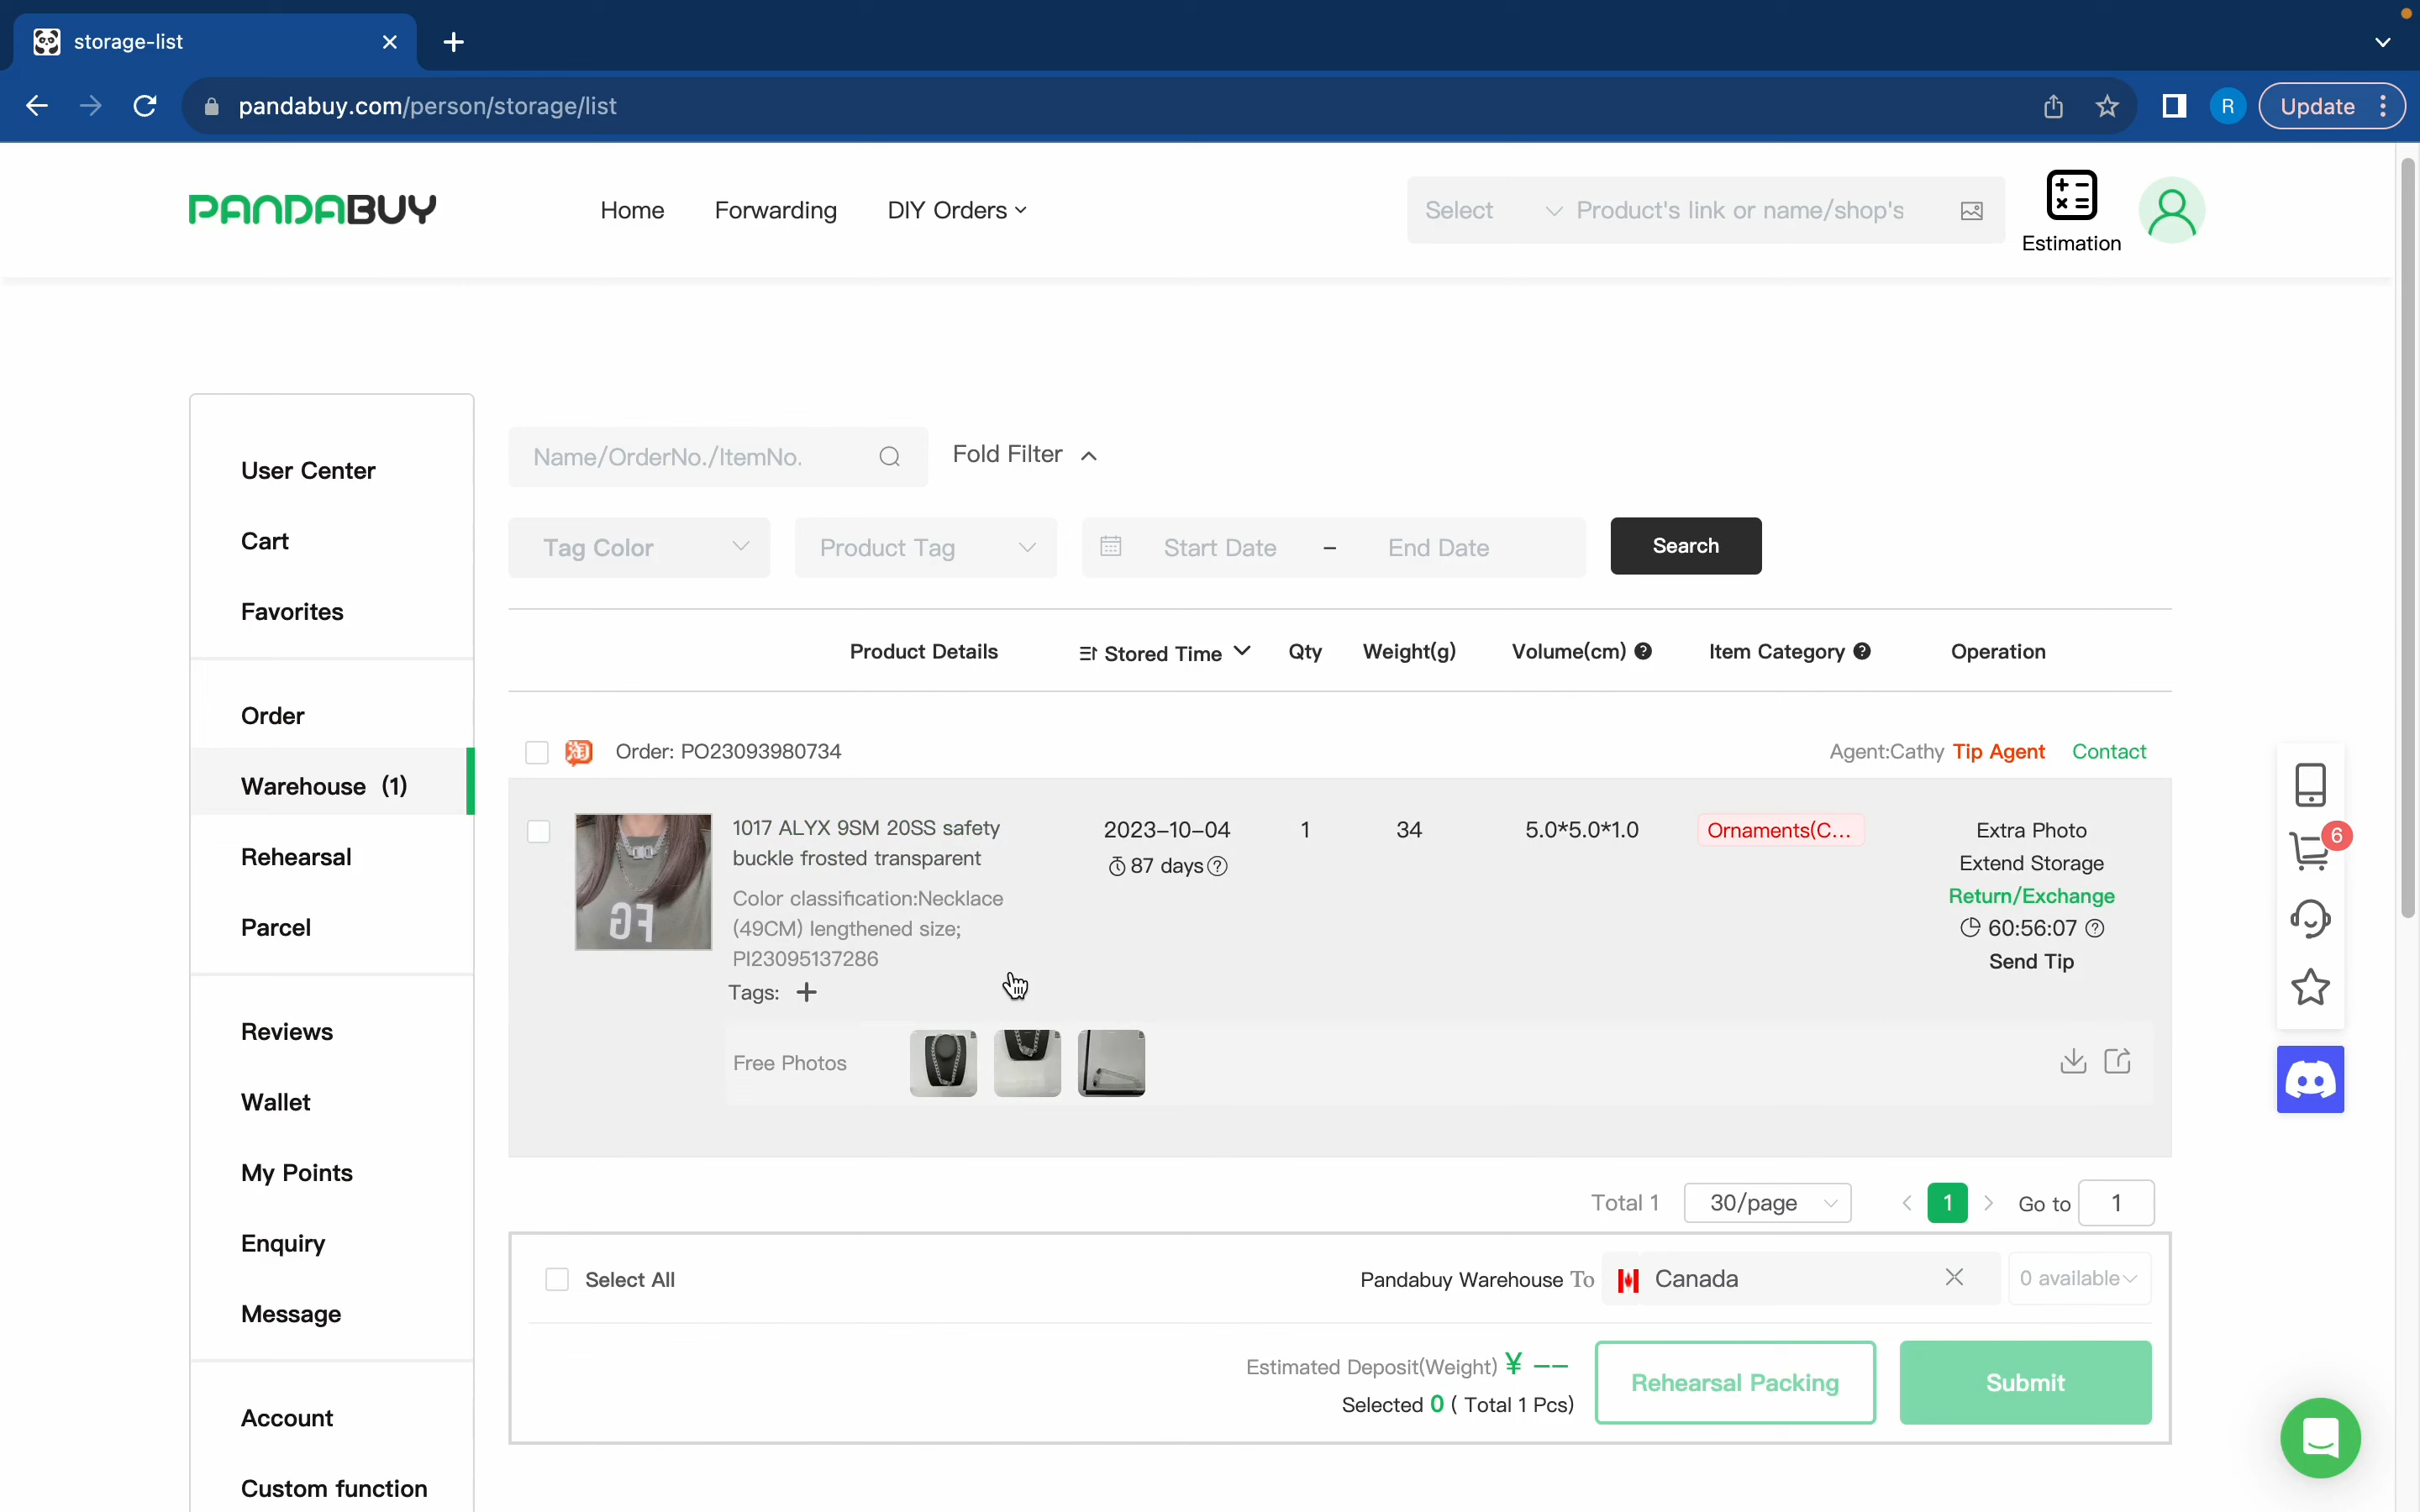 storage-list
pandabuy.com/person/storage/list
R
Update
PANDABUY
Home
Forwarding
DIY Orders
Select
Product's link or name/shop's
Estimation
User Center
Cart
Favorites
Order
Warehouse (1)
Rehearsal
Parcel
Reviews
Wallet
My Points
Enquiry
Message
Account
Custom function
Name/OrderNo./ItemNo.
Fold Filter
Tag Color
Product Tag
Start Date
–
End Date
Search
Product Details
Stored Time
Qty
Weight(g)
Volume(cm)
Item Category
Operation
淘
Order: PO23093980734
Agent:Cathy
Tip Agent
Contact
1017 ALYX 9SM 20SS safety
buckle frosted transparent
Color classification:Necklace
(49CM) lengthened size;
PI23095137286
Tags: +
2023-10-04
87 days
1
34
5.0*5.0*1.0
Ornaments(C...
Extra Photo
Extend Storage
Return/Exchange
60:56:07
Send Tip
Free Photos
Total 1
30/page
1
Go to
1
Select All
Pandabuy Warehouse To
Canada
0 available
Estimated Deposit(Weight) ¥ --
Selected 0 ( Total 1 Pcs)
Rehearsal Packing
Submit
6